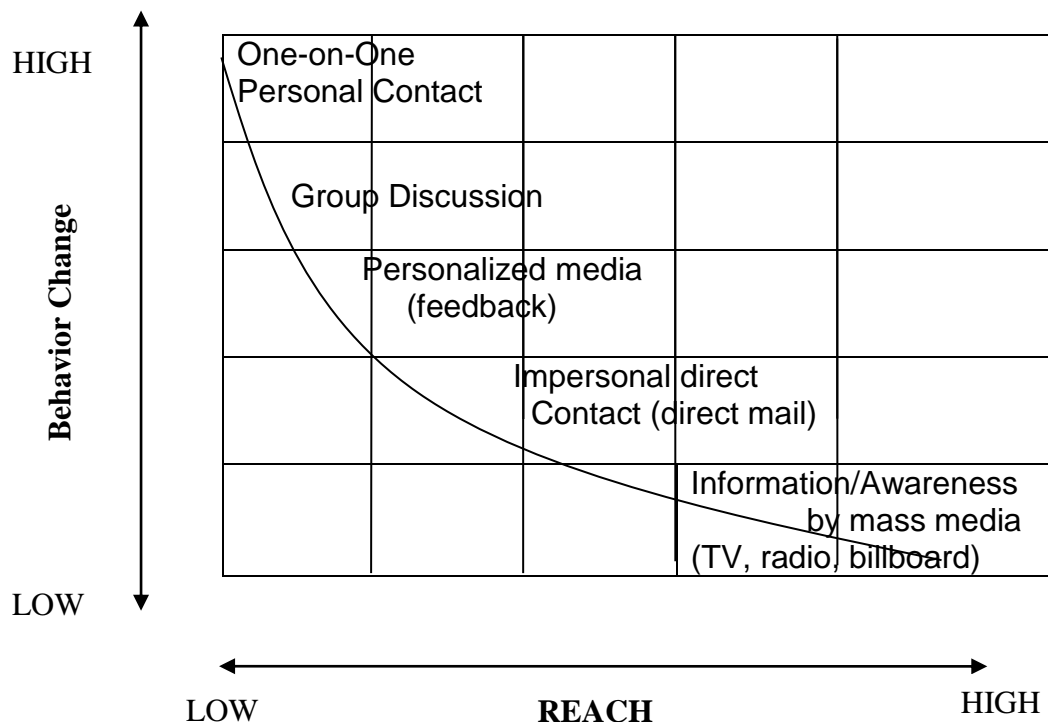 HIGH
One-on-One
Personal Contact
Group Discussion
Personalized media
(feedback)
Impersonal direct
Contact (direct mail)
Information/Awareness
by mass media
(TV, radio, billboard)
Behavior Change
LOW
LOW
REACH
HIGH